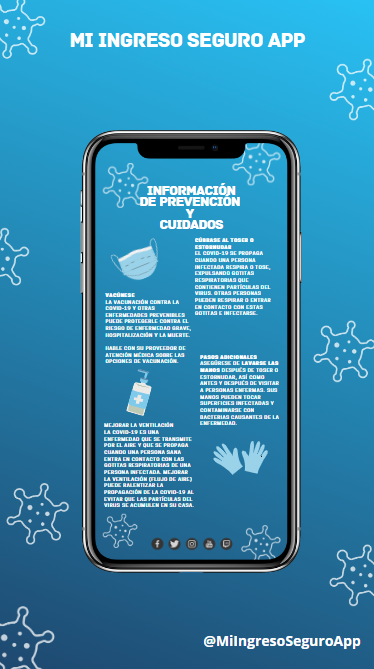 MI INGRESO SEGURO APP
INFORMACIÓN
DE PREVENCIÓN
Y
CUIDADOS
CÚBRASE AL TOSER O
ESTORNUDAR
EL COVID-19 SE PROPAGA
CUANDO UNA PERSONA
INFECTADA RESPIRA O TOSE,
EXPULSANDO GOTITAS
RESPIRATORIAS QUE
CONTIENEN PARTÍCULAS DEL
VIRUS. OTRAS PERSONAS
PUEDEN RESPIRAR O ENTRAR
EN CONTACTO CON ESTAS
GOTITAS E INFECTARSE.
VACÚNESE
LA VACUNACIÓN CONTRA LA
COVID-19 Y OTRAS
ENFERMEDADES PREVENIBLES
PUEDE PROTEGERLE CONTRA EL
RIESGO DE ENFERMEDAD GRAVE,
HOSPITALIZACIÓN Y LA MUERTE.
HABLE CON SU PROVEEDOR DE
ATENCIÓN MÉDICA SOBRE LAS
OPCIONES DE VACUNACIÓN.
PASOS ADICIONALES
ASEGÚRESE DE LAVARSE LAS
MANOS DESPUÉS DE TOSER O
ESTORNUDAR, ASÍ COMO
ANTES Y DESPUÉS DE VISITAR
A PERSONAS ENFERMAS. SUS
MANOS PUEDEN TOCAR
SUPERFICIES INFECTADAS Y
CONTAMINARSE CON
BACTERIAS CAUSANTES DE LA
ENFERMEDAD.
MEJORAR LA VENTILACIÓN
LA COVID-19 ES UNA
ENFERMEDAD QUE SE TRANSMITE
POR EL AIRE Y QUE SE PROPAGA
CUANDO UNA PERSONA SANA
ENTRA EN CONTACTO CON LAS
GOTITAS RESPIRATORIAS DE UNA
PERSONA INFECTADA. MEJORAR
LA VENTILACIÓN (FLUJO DE AIRE)
PUEDE RALENTIZAR LA
PROPAGACIÓN DE LA COVID-19 AL
EVITAR QUE LAS PARTÍCULAS DEL
VIRUS SE ACUMULEN EN SU CASA.
@MiIngresoSeguroApp